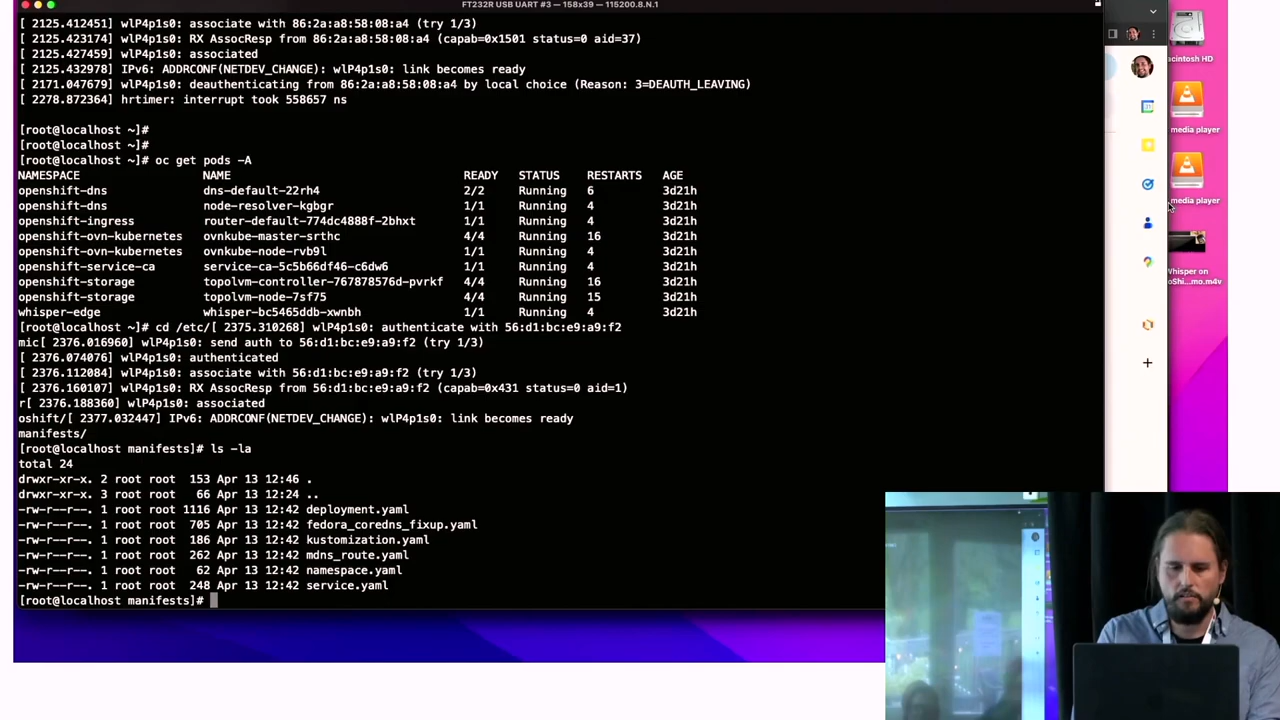 FT232R USB UART #3 — 158x39 — 115200.8.N.1
[ 2125.412451] wlP4p1s0: associate with 86:2a:a8:58:08:a4 (try 1/3)
[ 2125.423174] wlP4p1s0: RX AssocResp from 86:2a:a8:58:08:a4 (capab=0x1501 status=0 aid=37)
[ 2125.427459] wlP4p1s0: associated
[ 2125.432978] IPv6: ADDRCONF(NETDEV_CHANGE): wlP4p1s0: link becomes ready
[ 2171.047679] wlP4p1s0: deauthenticating from 86:2a:a8:58:08:a4 by local choice (Reason: 3=DEAUTH_LEAVING)
[ 2278.872364] hrtimer: interrupt took 558657 ns
[root@localhost ~]#
[root@localhost ~]#
[root@localhost ~]# oc get pods -A
NAMESPACE NAME READY STATUS RESTARTS AGE
openshift-dns dns-default-22rh4 2/2 Running 6 3d21h
openshift-dns node-resolver-kgbgr 1/1 Running 4 3d21h
openshift-ingress router-default-774dc4888f-2bhxt 1/1 Running 4 3d21h
openshift-ovn-kubernetes ovnkube-master-srthc 4/4 Running 16 3d21h
openshift-ovn-kubernetes ovnkube-node-rvb9l 1/1 Running 4 3d21h
openshift-service-ca service-ca-5c5b66df46-c6dw6 1/1 Running 4 3d21h
openshift-storage topolvm-controller-767878576d-pvrkf 4/4 Running 16 3d21h
openshift-storage topolvm-node-7sf75 4/4 Running 15 3d21h
whisper-edge whisper-bc5465ddb-xwnbh 1/1 Running 4 3d21h
[root@localhost ~]# cd /etc/[ 2375.310268] wlP4p1s0: authenticate with 56:d1:bc:e9:a9:f2
mic[ 2376.016960] wlP4p1s0: send auth to 56:d1:bc:e9:a9:f2 (try 1/3)
[ 2376.074076] wlP4p1s0: authenticated
[ 2376.112084] wlP4p1s0: associate with 56:d1:bc:e9:a9:f2 (try 1/3)
[ 2376.160107] wlP4p1s0: RX AssocResp from 56:d1:bc:e9:a9:f2 (capab=0x431 status=0 aid=1)
r[ 2376.188360] wlP4p1s0: associated
oshift/[ 2377.032447] IPv6: ADDRCONF(NETDEV_CHANGE): wlP4p1s0: link becomes ready
manifests/
[root@localhost manifests]# ls -la
total 24
drwxr-xr-x. 2 root root 153 Apr 13 12:46 .
drwxr-xr-x. 3 root root 66 Apr 13 12:24 ..
-rw-r--r--. 1 root root 1116 Apr 13 12:42 deployment.yaml
-rw-r--r--. 1 root root 705 Apr 13 12:42 fedora_coredns_fixup.yaml
-rw-r--r--. 1 root root 186 Apr 13 12:42 kustomization.yaml
-rw-r--r--. 1 root root 262 Apr 13 12:42 mdns_route.yaml
-rw-r--r--. 1 root root 62 Apr 13 12:42 namespace.yaml
-rw-r--r--. 1 root root 248 Apr 13 12:42 service.yaml
[root@localhost manifests]#
acintosh HD
media player
media player
Whisper on
oShi...mo.m4v